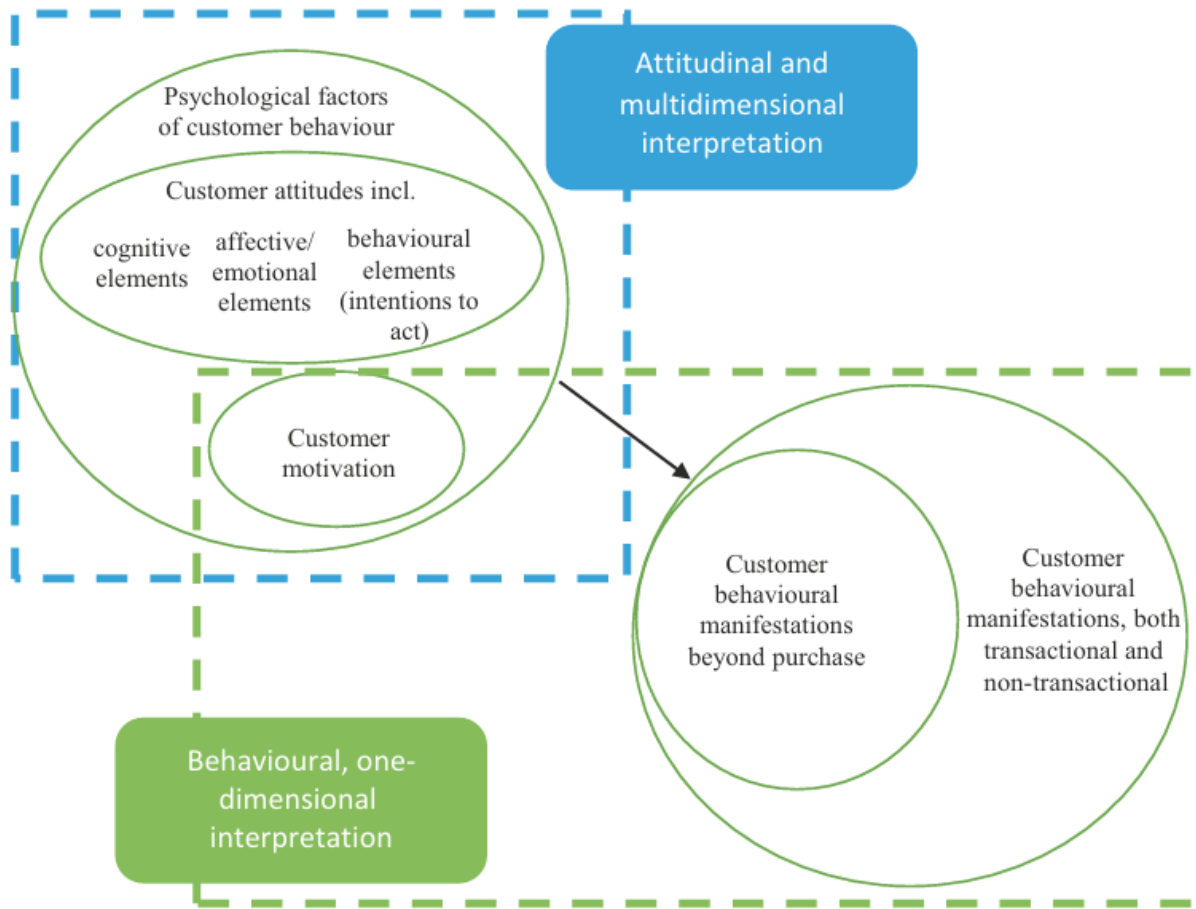 Attitudinal and
multidimensional
interpretation
Psychological factors
of customer behaviour
Customer attitudes incl.
cognitive
elements
affective/
emotional
elements
behavioural
elements
(intentions to
act)
Customer
motivation
Customer
behavioural
manifestations
beyond purchase
Customer
behavioural
manifestations, both
transactional and
non-transactional
Behavioural, one-
dimensional
interpretation